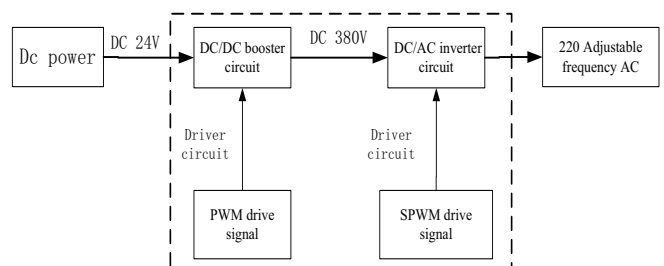 Dc power
DC 24V
DC/DC booster
circuit
DC 380V
DC/AC inverter
circuit
220 Adjustable
frequency AC
Driver
circuit
Driver
circuit
PWM drive
signal
SPWM drive
signal